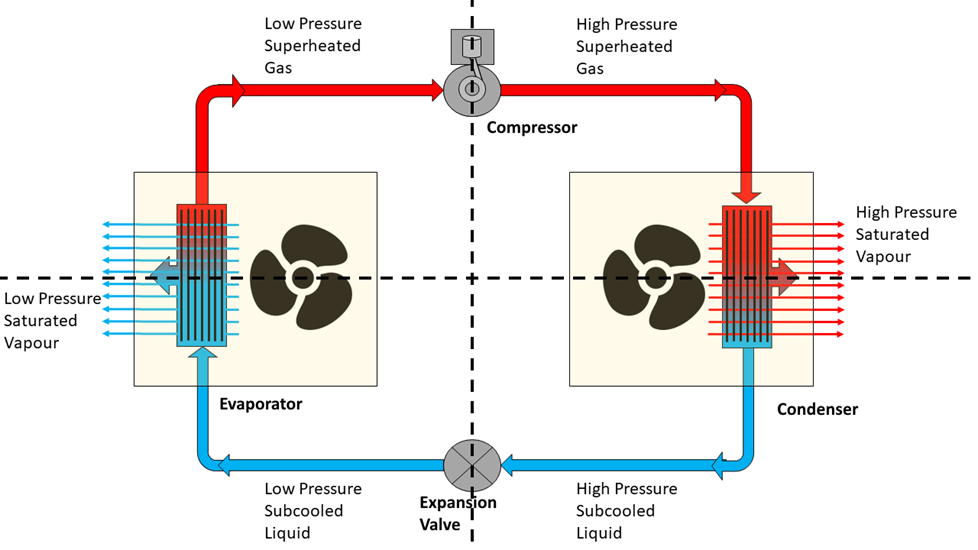 Low Pressure
Superheated
Gas
High Pressure
Superheated
Gas
Compressor
High Pressure
Saturated
Vapour
Low Pressure
Saturated
Vapour
Evaporator
Condenser
Low Pressure
Subcooled
Liquid
Expansion
Valve
High Pressure
Subcooled
Liquid